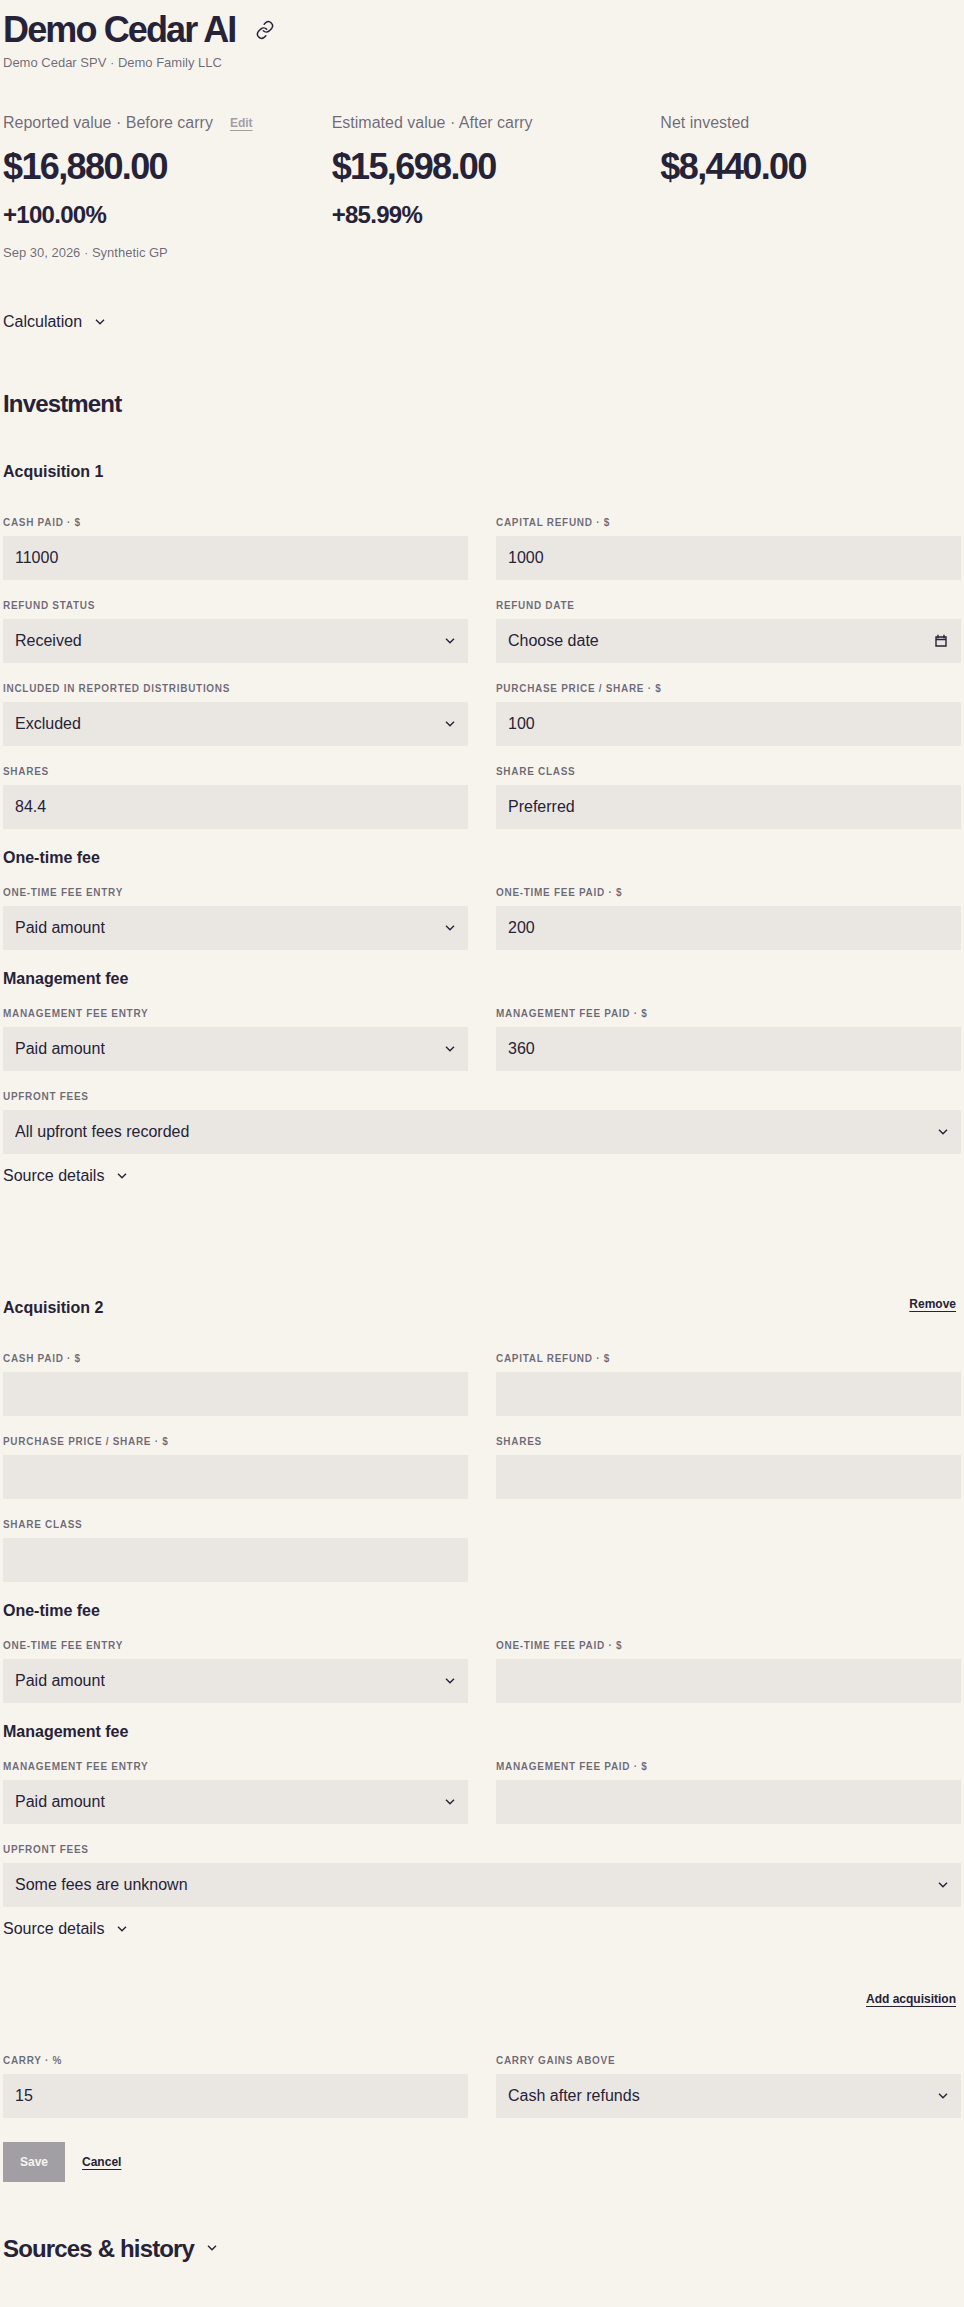 Demo Cedar AI
Demo Cedar SPV · Demo Family LLC
Reported value · Before carry Edit
Estimated value · After carry
Net invested
$16,880.00
$15,698.00
$8,440.00
+100.00%
+85.99%
Sep 30, 2026 · Synthetic GP
Calculation
Investment
Acquisition 1
CASH PAID · $
CAPITAL REFUND · $
11000
1000
REFUND STATUS
REFUND DATE
Received
Choose date
INCLUDED IN REPORTED DISTRIBUTIONS
PURCHASE PRICE / SHARE · $
Excluded
100
SHARES
SHARE CLASS
84.4
Preferred
One-time fee
ONE-TIME FEE ENTRY
ONE-TIME FEE PAID · $
Paid amount
200
Management fee
MANAGEMENT FEE ENTRY
MANAGEMENT FEE PAID · $
Paid amount
360
UPFRONT FEES
All upfront fees recorded
Source details
Acquisition 2
Remove
CASH PAID · $
CAPITAL REFUND · $
PURCHASE PRICE / SHARE · $
SHARES
SHARE CLASS
One-time fee
ONE-TIME FEE ENTRY
ONE-TIME FEE PAID · $
Paid amount
Management fee
MANAGEMENT FEE ENTRY
MANAGEMENT FEE PAID · $
Paid amount
UPFRONT FEES
Some fees are unknown
Source details
Add acquisition
CARRY · %
CARRY GAINS ABOVE
15
Cash after refunds
Save
Cancel
Sources & history